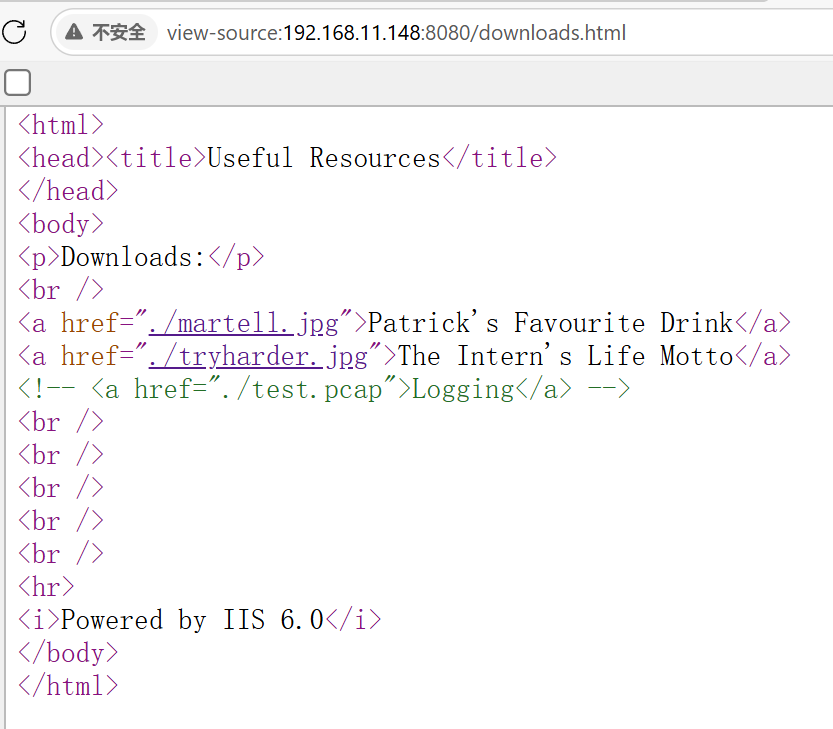 不安全 view-source:192.168.11.148:8080/downloads.html
<html>
<head><title>Useful Resources</title>
</head>
<body>
<p>Downloads:</p>
<br />
<a href="./martell.jpg">Patrick's Favourite Drink</a>
<a href="./tryharder.jpg">The Intern's Life Motto</a>
<!-- <a href="./test.pcap">Logging</a> -->
<br />
<br />
<br />
<br />
<br />
<hr>
<i>Powered by IIS 6.0</i>
</body>
</html>